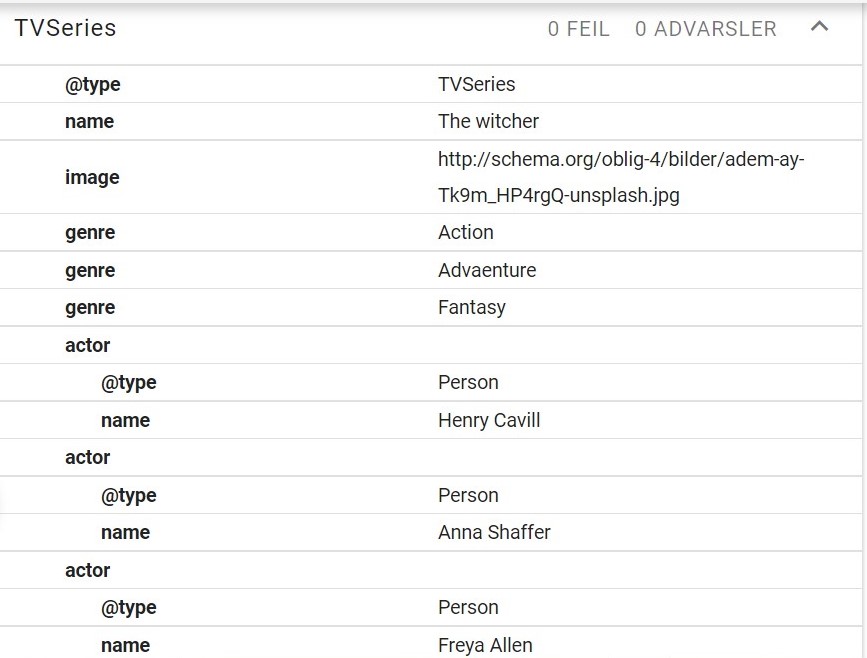 TVSeries 0 FEIL 0 ADVARSLER
@type TVSeries
name The witcher
image http://schema.org/oblig-4/bilder/adem-ay-
Tk9m_HP4rgQ-unsplash.jpg
genre Action
genre Advaenture
genre Fantasy
actor
@type Person
name Henry Cavill
actor
@type Person
name Anna Shaffer
actor
@type Person
name Freya Allen